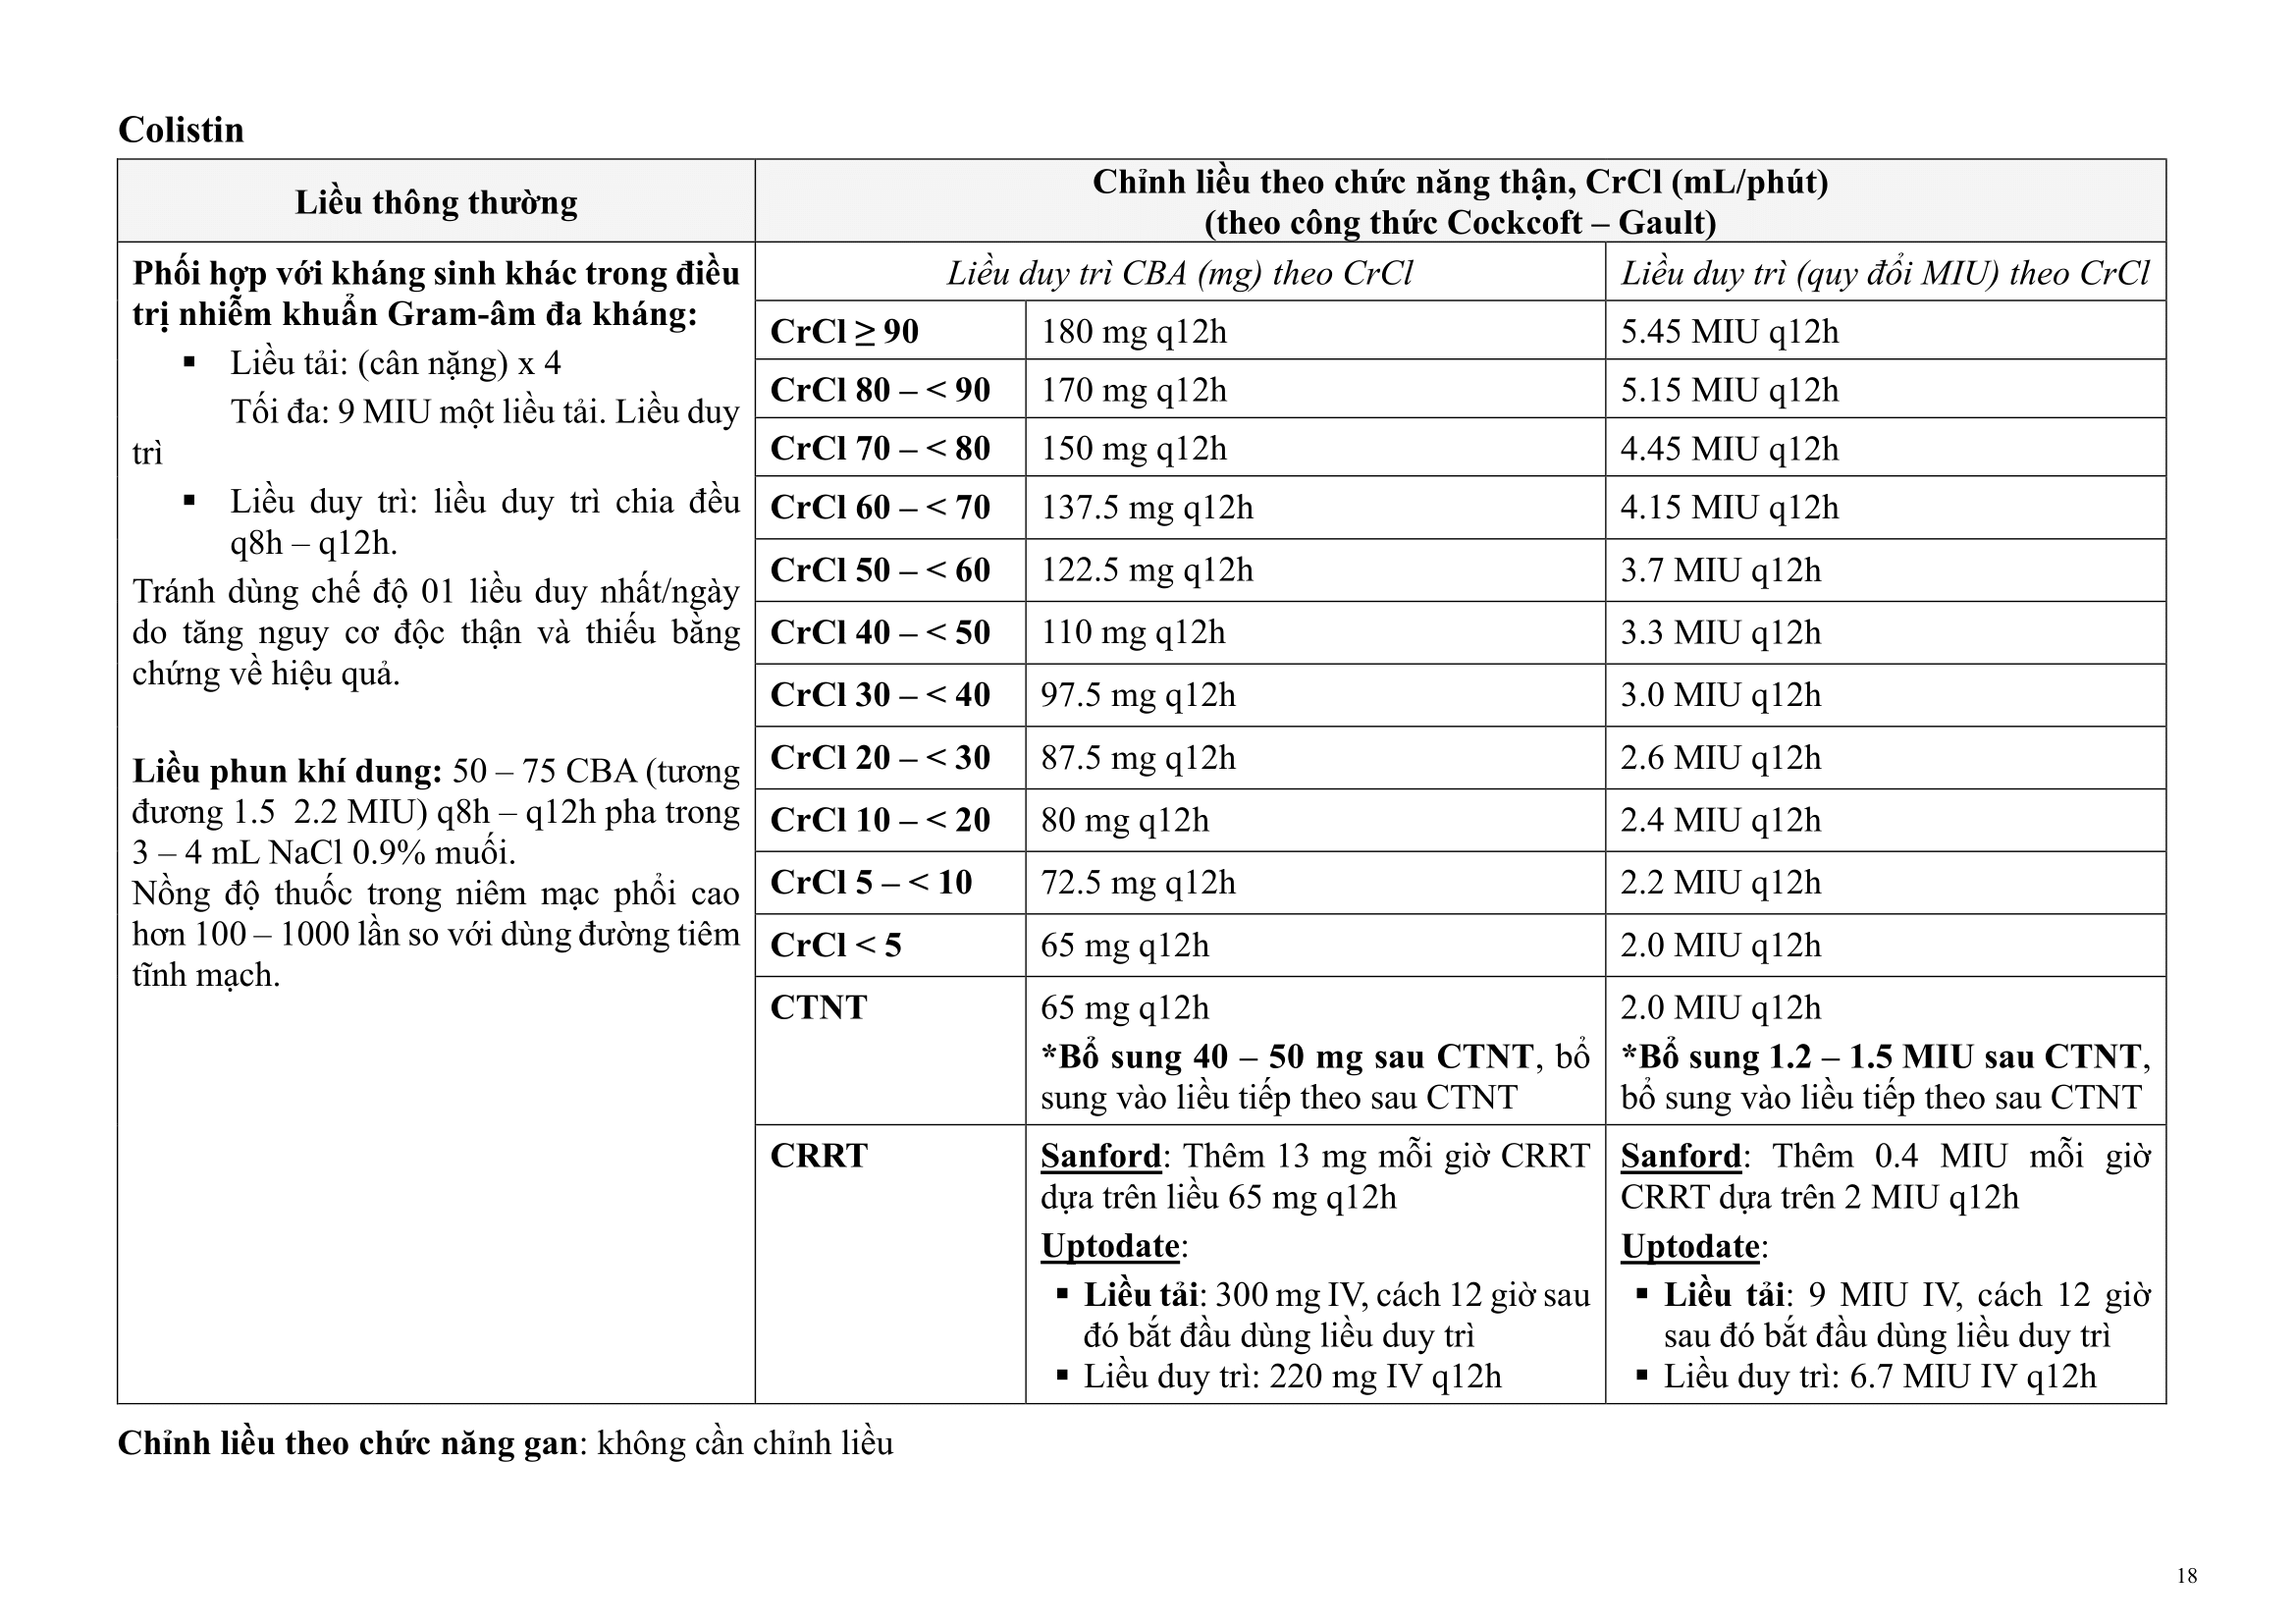 Colistin
Liều thông thường
Chỉnh liều theo chức năng thận, CrCl (mL/phút)
(theo công thức Cockcoft – Gault)
Phối hợp với kháng sinh khác trong điều
trị nhiễm khuẩn Gram-âm đa kháng:
▪ Liều tải: (cân nặng) x 4
Tối đa: 9 MIU một liều tải. Liều duy
trì
▪ Liều duy trì: liều duy trì chia đều
q8h – q12h.
Tránh dùng chế độ 01 liều duy nhất/ngày
do tăng nguy cơ độc thận và thiếu bằng
chứng về hiệu quả.
Liều phun khí dung: 50 – 75 CBA (tương
đương 1.5 2.2 MIU) q8h – q12h pha trong
3 – 4 mL NaCl 0.9% muối.
Nồng độ thuốc trong niêm mạc phổi cao
hơn 100 – 1000 lần so với dùng đường tiêm
tĩnh mạch.
Liều duy trì CBA (mg) theo CrCl
Liều duy trì (quy đổi MIU) theo CrCl
CrCl ≥ 90 180 mg q12h 5.45 MIU q12h
CrCl 80 – < 90 170 mg q12h 5.15 MIU q12h
CrCl 70 – < 80 150 mg q12h 4.45 MIU q12h
CrCl 60 – < 70 137.5 mg q12h 4.15 MIU q12h
CrCl 50 – < 60 122.5 mg q12h 3.7 MIU q12h
CrCl 40 – < 50 110 mg q12h 3.3 MIU q12h
CrCl 30 – < 40 97.5 mg q12h 3.0 MIU q12h
CrCl 20 – < 30 87.5 mg q12h 2.6 MIU q12h
CrCl 10 – < 20 80 mg q12h 2.4 MIU q12h
CrCl 5 – < 10 72.5 mg q12h 2.2 MIU q12h
CrCl < 5 65 mg q12h 2.0 MIU q12h
CTNT
65 mg q12h
*Bổ sung 40 – 50 mg sau CTNT, bổ
sung vào liều tiếp theo sau CTNT
2.0 MIU q12h
*Bổ sung 1.2 – 1.5 MIU sau CTNT,
bổ sung vào liều tiếp theo sau CTNT
CRRT
Sanford: Thêm 13 mg mỗi giờ CRRT
dựa trên liều 65 mg q12h
Uptodate:
▪ Liều tải: 300 mg IV, cách 12 giờ sau
đó bắt đầu dùng liều duy trì
▪ Liều duy trì: 220 mg IV q12h
Sanford: Thêm 0.4 MIU mỗi giờ
CRRT dựa trên 2 MIU q12h
Uptodate:
▪ Liều tải: 9 MIU IV, cách 12 giờ
sau đó bắt đầu dùng liều duy trì
▪ Liều duy trì: 6.7 MIU IV q12h
Chỉnh liều theo chức năng gan: không cần chỉnh liều
18